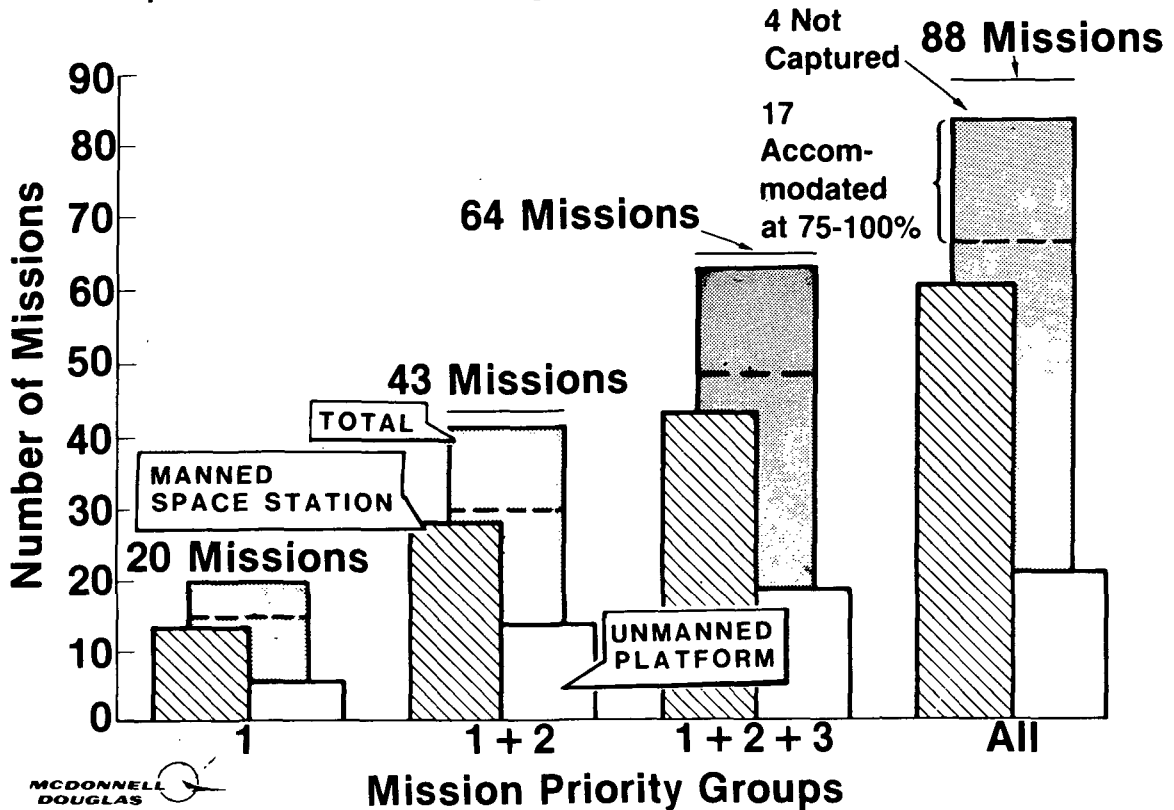 4 Not
Captured
88 Missions
17
Accom-
modated
at 75-100%
64 Missions
43 Missions
TOTAL
MANNED
SPACE STATION
20 Missions
UNMANNED
PLATFORM
Number of Missions
90
80
70
60
50
40
30
20
10
0
1
1 + 2
1 + 2 + 3
All
Mission Priority Groups
MCDONNELL
DOUGLAS